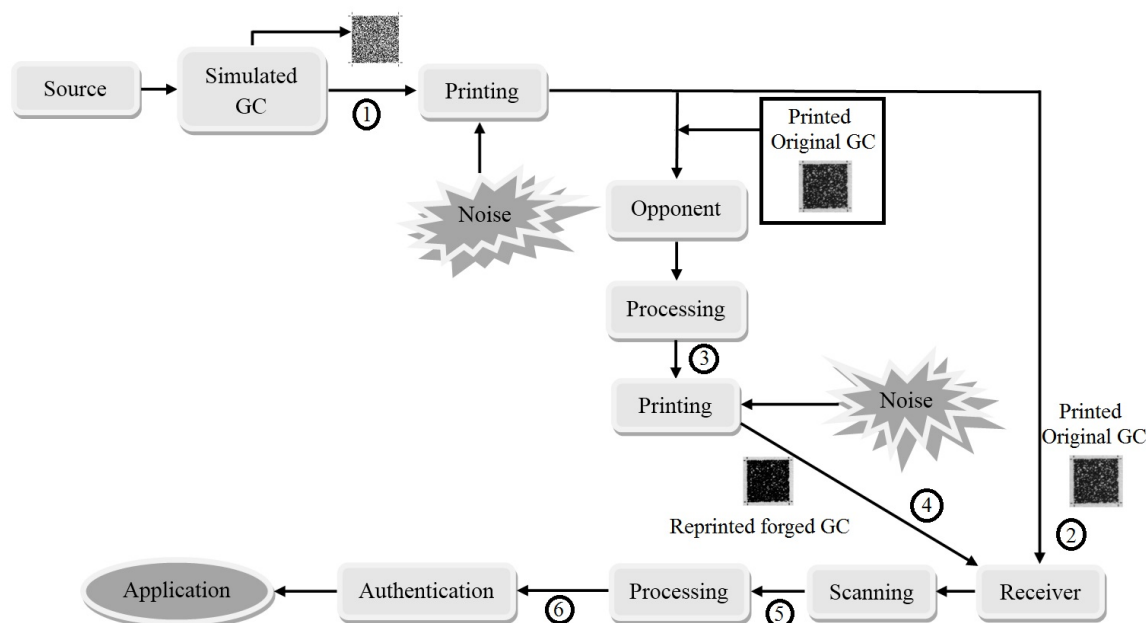 Source
Simulated
GC
1
Printing
Noise
Printed
Original GC
Opponent
Processing
3
Printing
Noise
Printed
Original GC
Reprinted forged GC
4
2
Application
Authentication
6
Processing
5
Scanning
Receiver